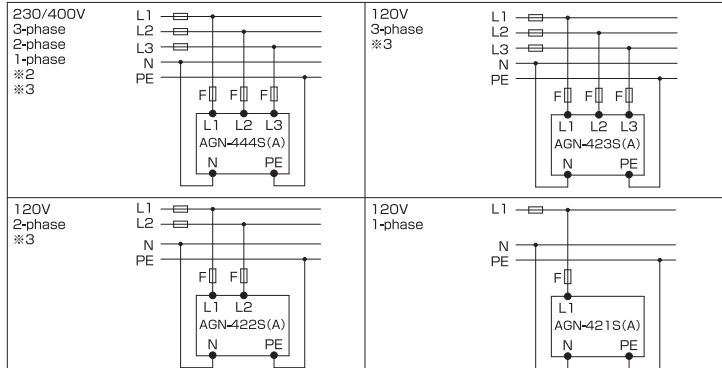 230/400V
3-phase
2-phase
1-phase
※2
※3
L1
L2
L3
N
PE
F F F
L1 L2 L3
AGN-444S(A)
N PE
120V
3-phase
※3
L1
L2
L3
N
PE
F F F
L1 L2 L3
AGN-423S(A)
N PE
120V
2-phase
※3
L1
L2
N
PE
F F
L1 L2
AGN-422S(A)
N PE
120V
1-phase
L1
N
PE
F
L1
AGN-421S(A)
N PE